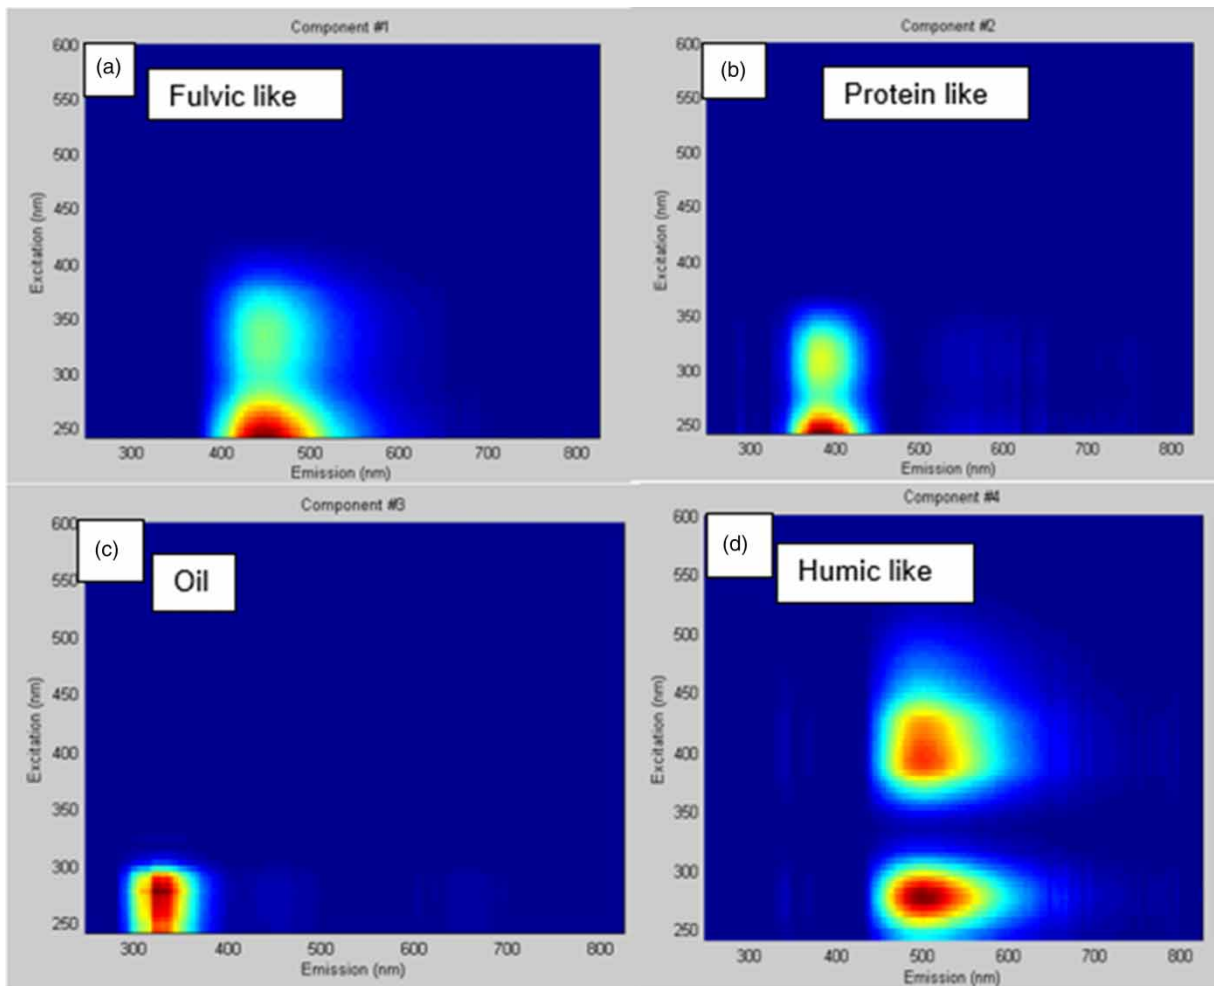 Component #1
(a)
Fulvic like
600
550
500
450
400
350
300
250
Excitation (nm)
300 400 500 600 700 800
Emission (nm)
Component #2
(b)
Protein like
600
550
500
450
400
350
300
250
Excitation (nm)
300 400 500 600 700 800
Emission (nm)
Component #3
(c)
Oil
600
550
500
450
400
350
300
250
Excitation (nm)
300 400 500 600 700 800
Emission (nm)
Component #4
(d)
Humic like
600
550
500
450
400
350
300
250
Excitation (nm)
300 400 500 600 700 800
Emission (nm)